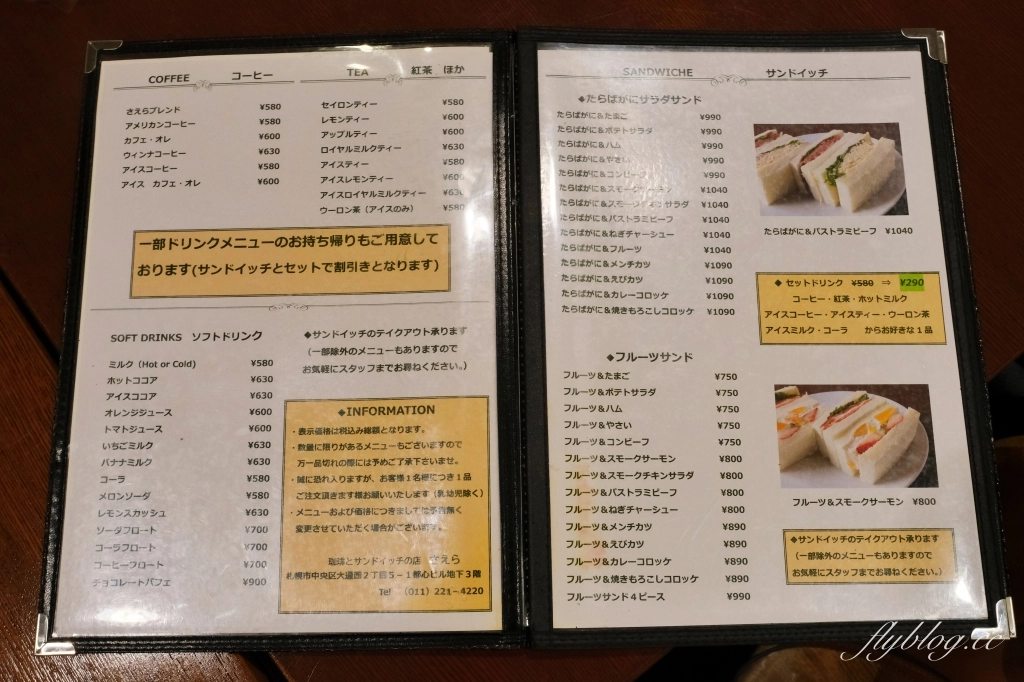 COFFEE コーヒー
さえらブレンド ¥580
アメリカンコーヒー ¥580
カフェ・オレ ¥600
ウィンナコーヒー ¥630
アイスコーヒー ¥580
アイス カフェ・オレ ¥600
TEA 紅茶 ほか
セイロンティー ¥580
レモンティー ¥600
アップルティー ¥600
ロイヤルミルクティー ¥630
アイスティー ¥580
アイスレモンティー ¥600
アイスロイヤルミルクティー ¥630
ウーロン茶（アイスのみ） ¥580
一部ドリンクメニューのお持ち帰りもご用意して
おります(サンドイッチとセットで割引きとなります)
SOFT DRINKS ソフトドリンク
ミルク（Hot or Cold) ¥580
ホットココア ¥630
アイスココア ¥630
オレンジジュース ¥600
トマトジュース ¥600
いちごミルク ¥630
バナナミルク ¥630
コーラ ¥580
メロンソーダ ¥580
レモンスカッシュ ¥630
ソーダフロート ¥700
コーラフロート ¥700
コーヒーフロート ¥700
チョコレートパフェ ¥900
◆サンドイッチのテイクアウト承ります
（一部除外のメニューもありますので
お気軽にスタッフまでお尋ねください。）
◆INFORMATION
・表示価格は税込み総額となります。
・数量に限りがあるメニューもございますので
万一品切れの際には予めご了承下さいませ。
・誠に恐れ入りますが、お客様１名様につき１品
ご注文頂きます様お願いいたします（乳幼児除く）
・メニューおよび価格につきましては予告無く
変更させていただく場合がございます。
珈琲とサンドイッチの店 さえら
札幌市中央区大通西２丁目５－１都心ビル地下３階
Tel （011）221－4220
SANDWICHE サンドイッチ
◆たらばがにサラダサンド
たらばがに＆たまご ¥990
たらばがに＆ポテトサラダ ¥990
たらばがに＆ハム ¥990
たらばがに＆やさい ¥990
たらばがに＆コンビーフ ¥990
たらばがに＆スモークサーモン ¥1040
たらばがに＆スモークチキンサラダ ¥1040
たらばがに＆パストラミビーフ ¥1040
たらばがに＆ねぎチャーシュー ¥1040
たらばがに＆フルーツ ¥1040
たらばがに＆メンチカツ ¥1090
たらばがに＆えびカツ ¥1090
たらばがに＆カレーコロッケ ¥1090
たらばがに＆焼きもろこしコロッケ ¥1090
たらばがに＆パストラミビーフ ¥1040
◆ セットドリンク ¥580 ⇒ ¥290
コーヒー・紅茶・ホットミルク
アイスコーヒー・アイスティー・ウーロン茶
アイスミルク・コーラ からお好きな１品
◆フルーツサンド
フルーツ＆たまご ¥750
フルーツ＆ポテトサラダ ¥750
フルーツ＆ハム ¥750
フルーツ＆やさい ¥750
フルーツ＆コンビーフ ¥750
フルーツ＆スモークサーモン ¥800
フルーツ＆スモークチキンサラダ ¥800
フルーツ＆パストラミビーフ ¥800
フルーツ＆ねぎチャーシュー ¥800
フルーツ＆メンチカツ ¥890
フルーツ＆えびカツ ¥890
フルーツ＆カレーコロッケ ¥890
フルーツ＆焼きもろこしコロッケ ¥890
フルーツサンド４ピース ¥990
フルーツ＆スモークサーモン ¥800
◆サンドイッチのテイクアウト承ります
（一部除外のメニューもありますので
お気軽にスタッフまでお尋ねください。）
flyblog.cc